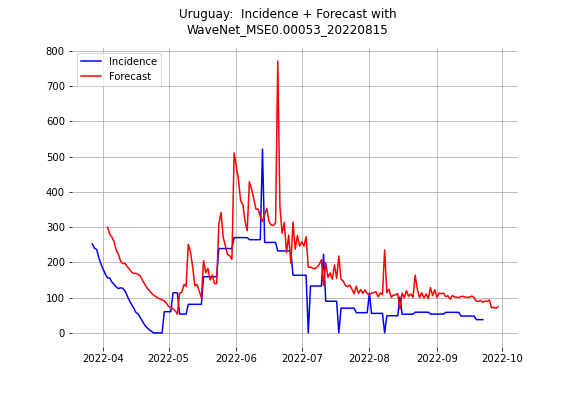 Uruguay:  Incidence + Forecast with
WaveNet_MSE0.00053_20220815
Incidence
Forecast
800
700
600
500
400
300
200
100
0
2022-04 2022-05 2022-06 2022-07 2022-08 2022-09 2022-10